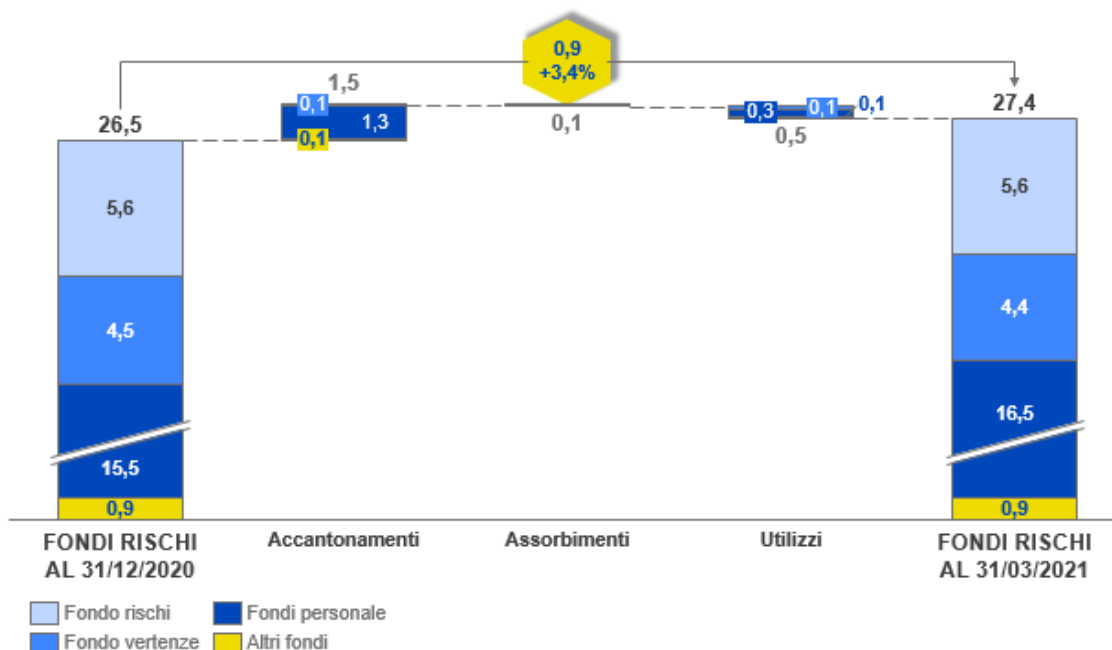 0,9
+3,4%
1,5
26,5
0,1
1,3
0,1
0,1
0,3
0,1
0,1
0,5
27,4
5,6
4,5
15,5
0,9
5,6
4,4
16,5
0,9
FONDI RISCHI
AL 31/12/2020
Accantonamenti
Assorbimenti
Utilizzi
FONDI RISCHI
AL 31/03/2021
Fondo rischi
Fondi personale
Fondo vertenze
Altri fondi